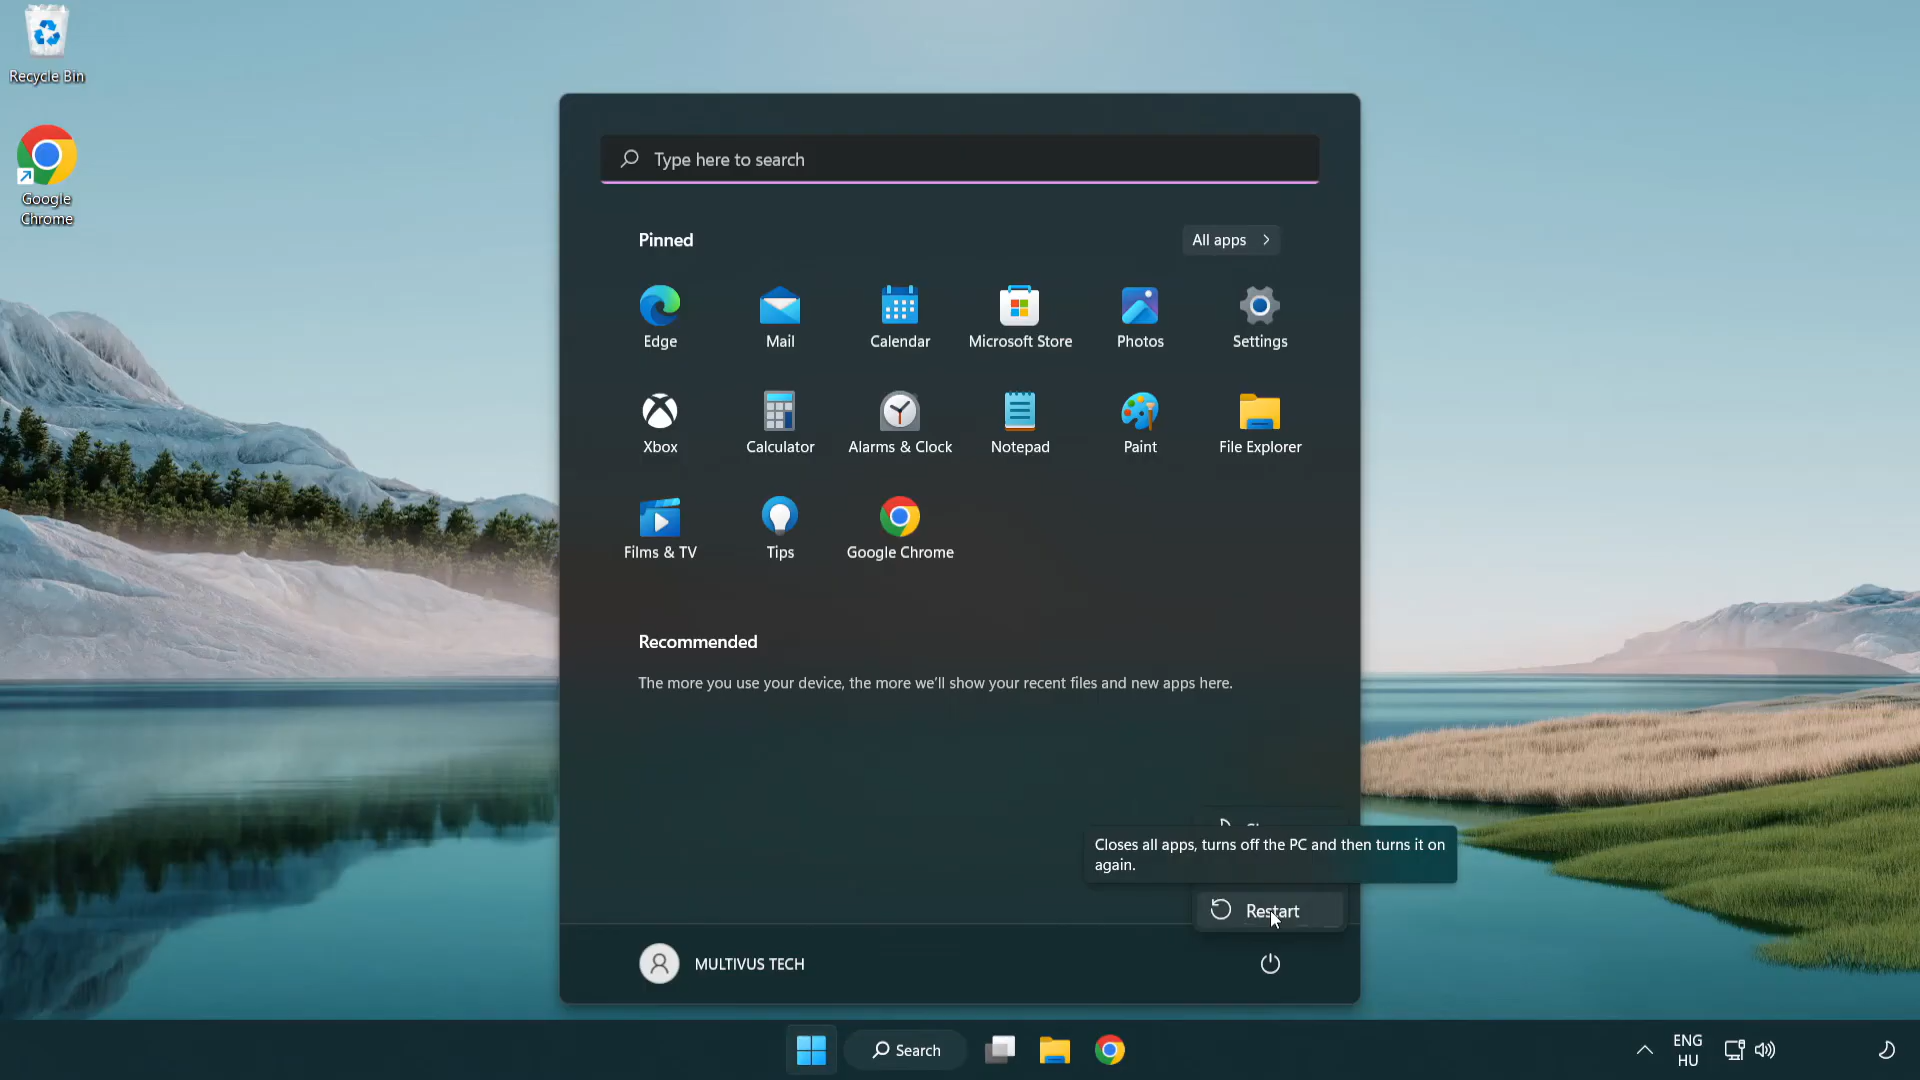 Recycle Bin
Google
Chrome
Type here to search
Pinned
All apps
Edge
Mail
Calendar
Microsoft Store
Photos
Settings
Xbox
Calculator
Alarms & Clock
Notepad
Paint
File Explorer
Films & TV
Tips
Google Chrome
Recommended
The more you use your device, the more we'll show your recent files and new apps here.
Closes all apps, turns off the PC and then turns it on
again.
Restart
MULTIVUS TECH
Search
ENG
HU